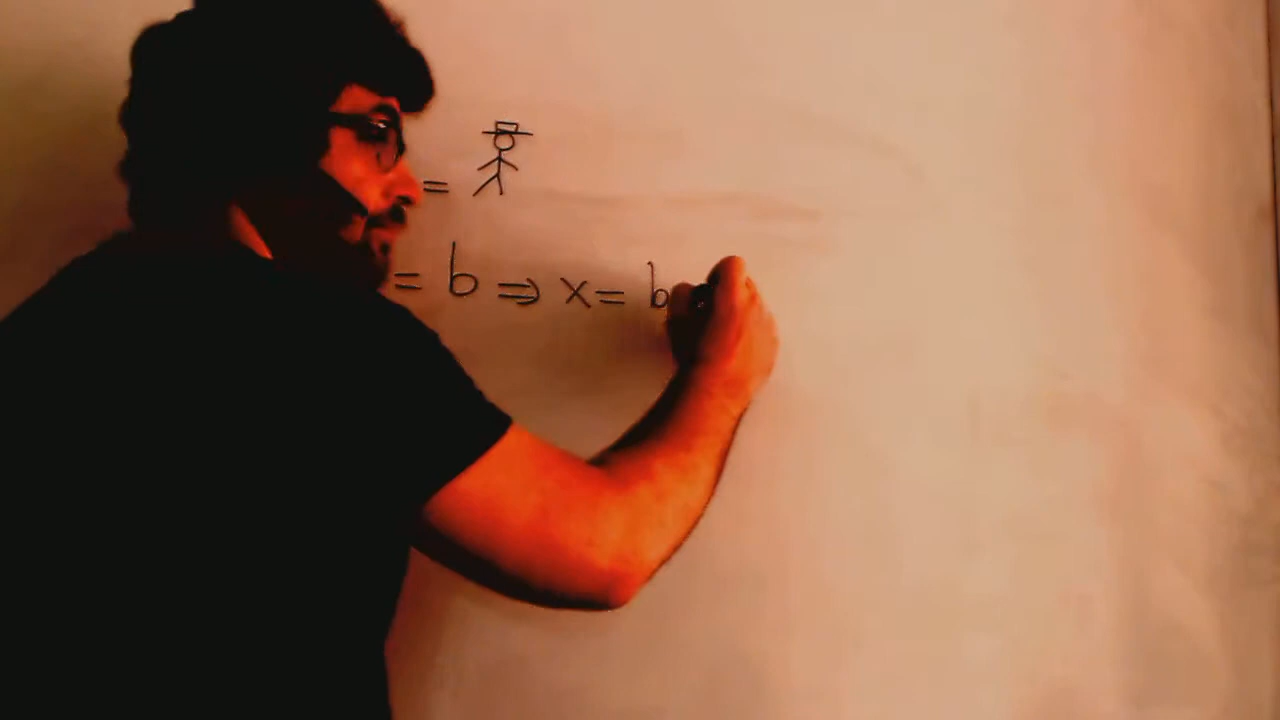 =
= b ⇒ x = b